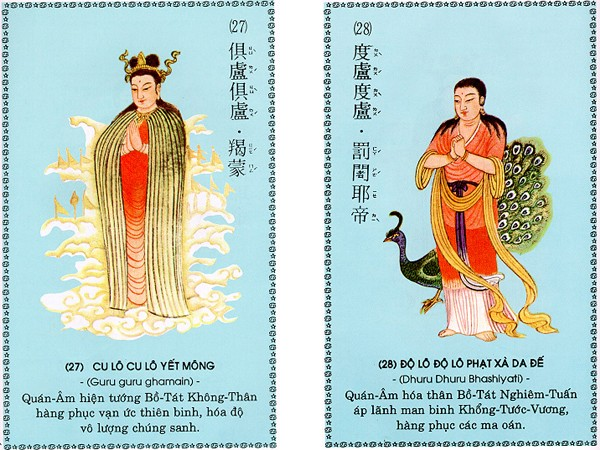 (27)
俱盧俱盧・羯蒙
(27) CU LÔ CU LÔ YẾT MÔNG
- (Guru guru ghamain) -
Quán-Âm hiện tướng Bồ-Tát Không-Thân
hàng phục vạn ức thiên binh, hóa độ
vô lượng chúng sanh.
(28)
度盧度盧・罰闍耶帝
(28) ĐỘ LÔ ĐỘ LÔ PHẠT XÀ DA ĐẾ
- (Dhuru Dhuru Bhashiyati) -
Quán-Âm hóa thân Bồ-Tát Nghiêm-Tuấn
áp lãnh man binh Khổng-Tước-Vương,
hàng phục các ma oán.